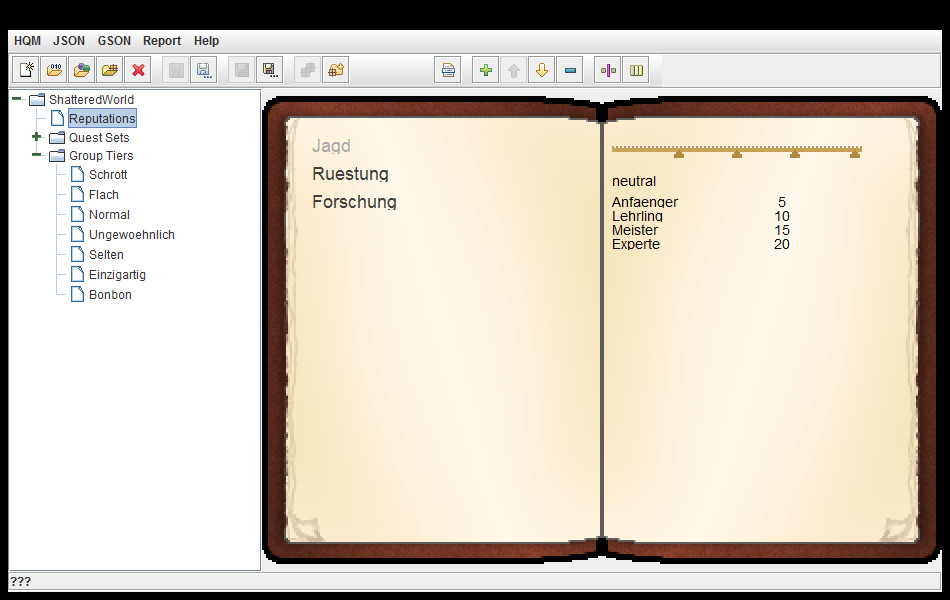 HQM JSON GSON Report Help
ShatteredWorld
Reputations
Quest Sets
Group Tiers
Schrott
Flach
Normal
Ungewoehnlich
Selten
Einzigartig
Bonbon
Jagd
Ruestung
Forschung
neutral
Anfaenger 5
Lehrling 10
Meister 15
Experte 20
???